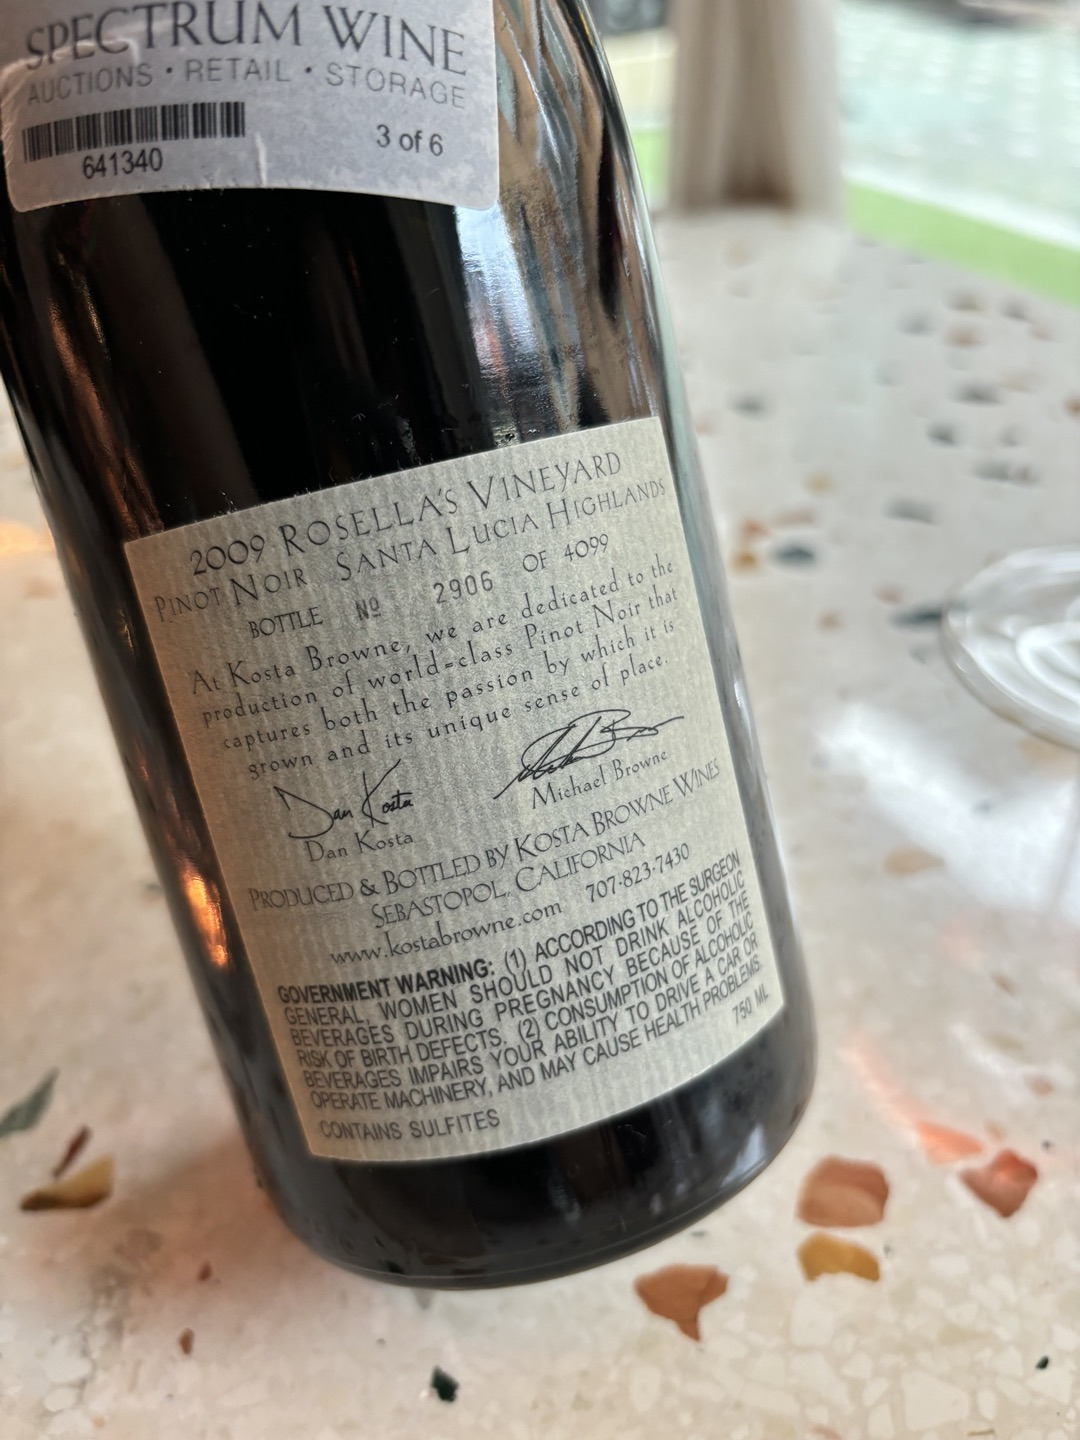 SPECTRUM WINE
AUCTIONS • RETAIL • STORAGE
3 of 6
641340
2009 ROSELLA'S VINEYARD
PINOT NOIR SANTA LUCIA HIGHLANDS
BOTTLE Nº 2906 OF 4099
At Kosta Browne, we are dedicated to the
production of world-class Pinot Noir that
captures both the passion by which it is
grown and its unique sense of place.
Dan Kosta
Dan Kosta
Michael Browne
PRODUCED & BOTTLED BY KOSTA BROWNE WINES
SEBASTOPOL, CALIFORNIA
www.kostabrowne.com 707·823·7430
GOVERNMENT WARNING: (1) ACCORDING TO THE SURGEON
GENERAL, WOMEN SHOULD NOT DRINK ALCOHOLIC
BEVERAGES DURING PREGNANCY BECAUSE OF THE
RISK OF BIRTH DEFECTS. (2) CONSUMPTION OF ALCOHOLIC
BEVERAGES IMPAIRS YOUR ABILITY TO DRIVE A CAR OR
OPERATE MACHINERY, AND MAY CAUSE HEALTH PROBLEMS.
CONTAINS SULFITES
750 ML